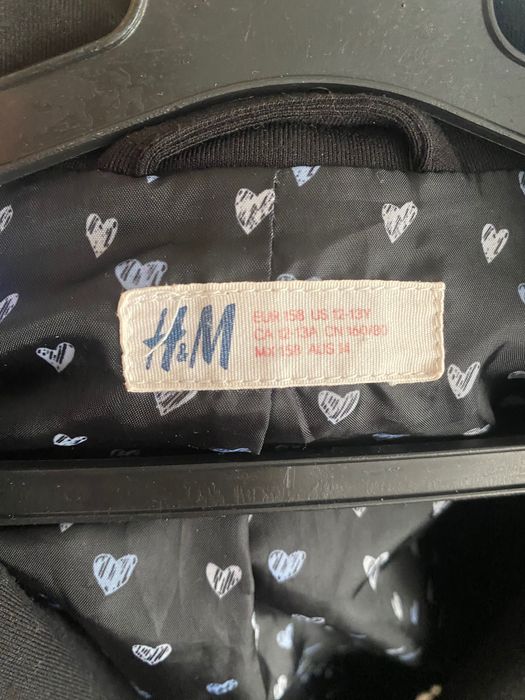 H&M
EUR 158 US 12-13Y
CA 12-13A CN 160/80
MX 158 AUS 14